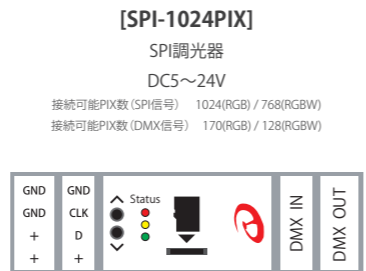 [SPI-1024PIX]
SPI調光器
DC5～24V
接続可能PIX数（SPI信号） 1024(RGB) / 768(RGBW)
接続可能PIX数（DMX信号） 170(RGB) / 128(RGBW)
GND
GND
+
+
GND
CLK
D
+
Status
DMX IN
DMX OUT